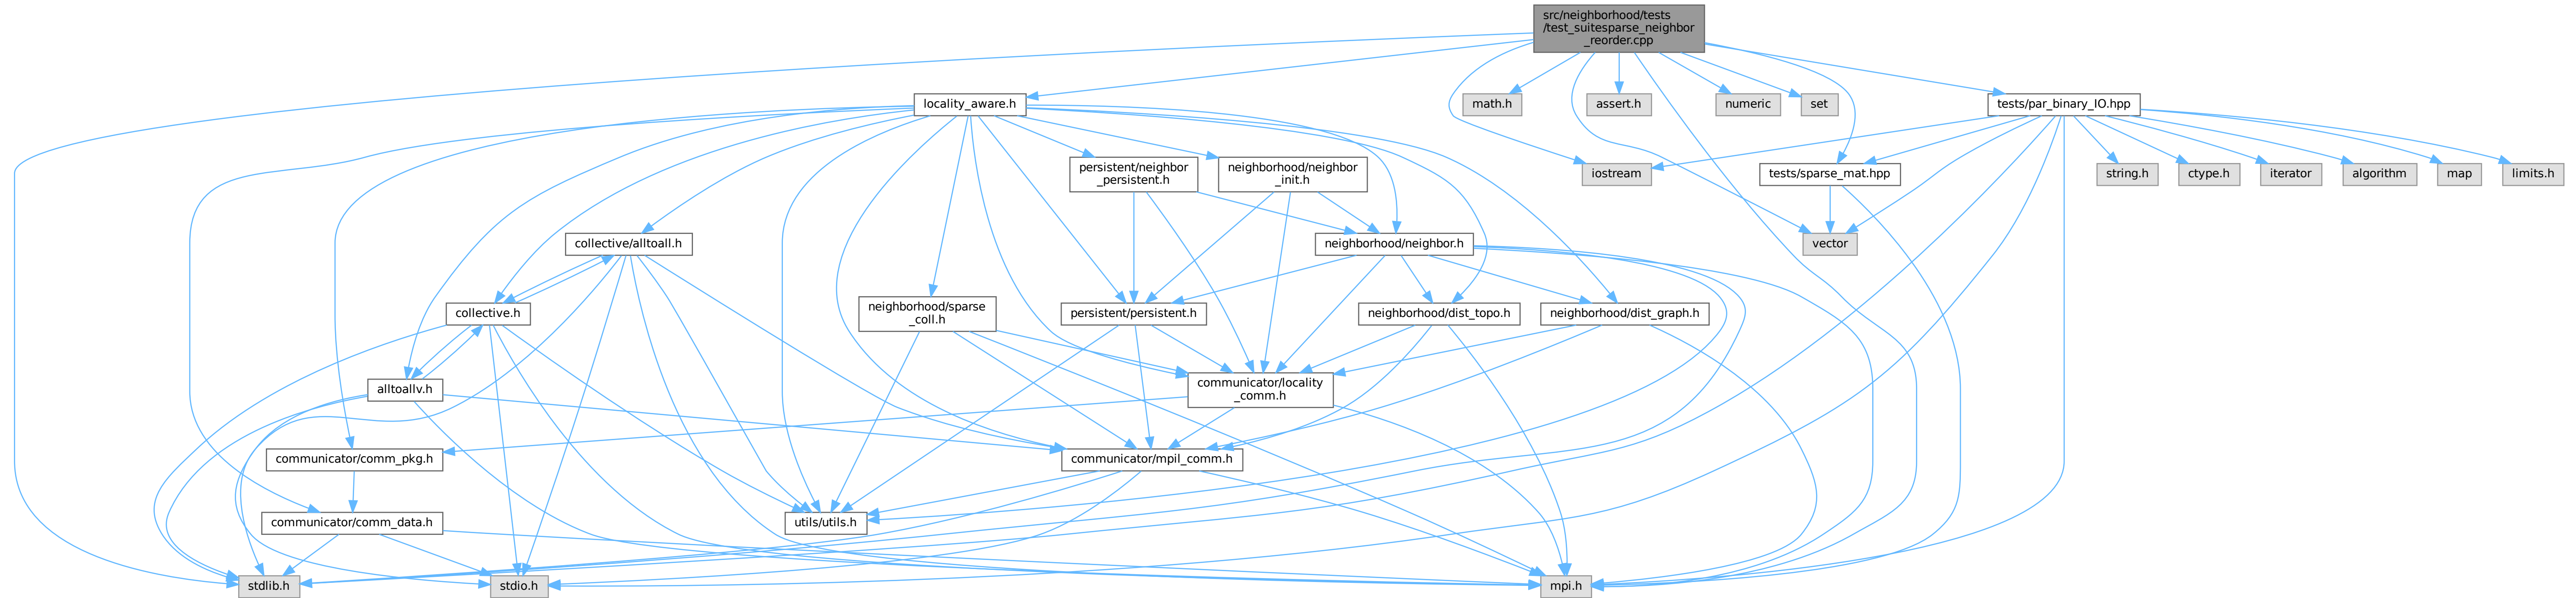 src/neighborhood/tests
/test_suitesparse_neighbor
_reorder.cpp
locality_aware.h
math.h
assert.h
numeric
set
tests/par_binary_IO.hpp
persistent/neighbor
_persistent.h
neighborhood/neighbor
_init.h
iostream
tests/sparse_mat.hpp
string.h
ctype.h
iterator
algorithm
map
limits.h
collective/alltoall.h
neighborhood/neighbor.h
vector
collective.h
neighborhood/sparse
_coll.h
persistent/persistent.h
neighborhood/dist_topo.h
neighborhood/dist_graph.h
alltoallv.h
communicator/locality
_comm.h
communicator/comm_pkg.h
communicator/mpil_comm.h
communicator/comm_data.h
utils/utils.h
stdlib.h
stdio.h
mpi.h